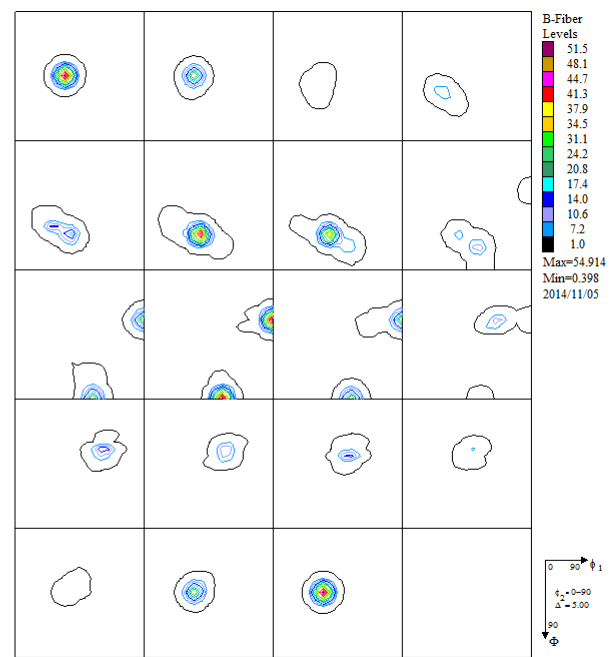 B-Fiber
Levels
51.5
48.1
44.7
41.3
37.9
34.5
31.1
24.2
20.8
17.4
14.0
10.6
7.2
1.0
Max=54.914
Min=0.398
2014/11/05
0 90 ϕ 1
ϕ2= 0-90
Δ = 5.00
90
Φ